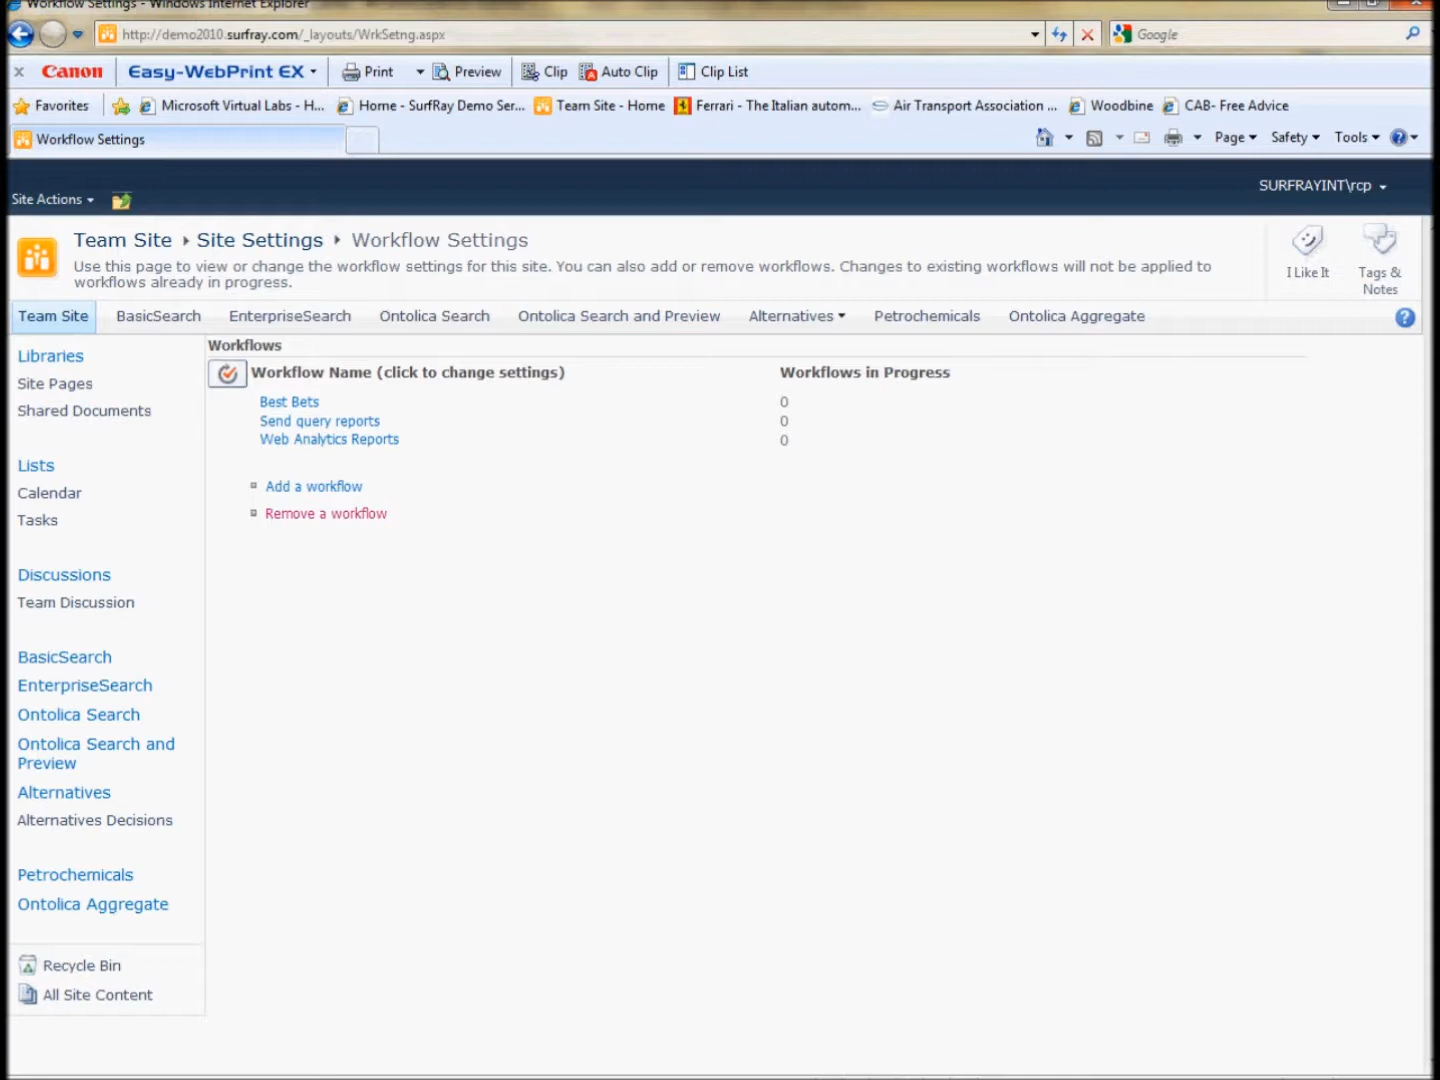 Workflow Settings - Windows Internet Explorer
http://demo2010.surfray.com/_layouts/WrkSetng.aspx
Google
x Canon Easy-WebPrint EX Print Preview Clip Auto Clip Clip List
Favorites Microsoft Virtual Labs - H... Home - SurfRay Demo Ser... Team Site - Home Ferrari - The Italian autom... Air Transport Association ... Woodbine CAB- Free Advice
Workflow Settings Page Safety Tools
SURFRAYINT\rcp
Site Actions
Team Site Site Settings Workflow Settings
Use this page to view or change the workflow settings for this site. You can also add or remove workflows. Changes to existing workflows will not be applied to
workflows already in progress.
I Like It
Tags &
Notes
Team Site BasicSearch EnterpriseSearch Ontolica Search Ontolica Search and Preview Alternatives Petrochemicals Ontolica Aggregate
Libraries
Site Pages
Shared Documents
Lists
Calendar
Tasks
Discussions
Team Discussion
BasicSearch
EnterpriseSearch
Ontolica Search
Ontolica Search and
Preview
Alternatives
Alternatives Decisions
Petrochemicals
Ontolica Aggregate
Recycle Bin
All Site Content
Workflows
Workflow Name (click to change settings) Workflows in Progress
Best Bets 0
Send query reports 0
Web Analytics Reports 0
Add a workflow
Remove a workflow